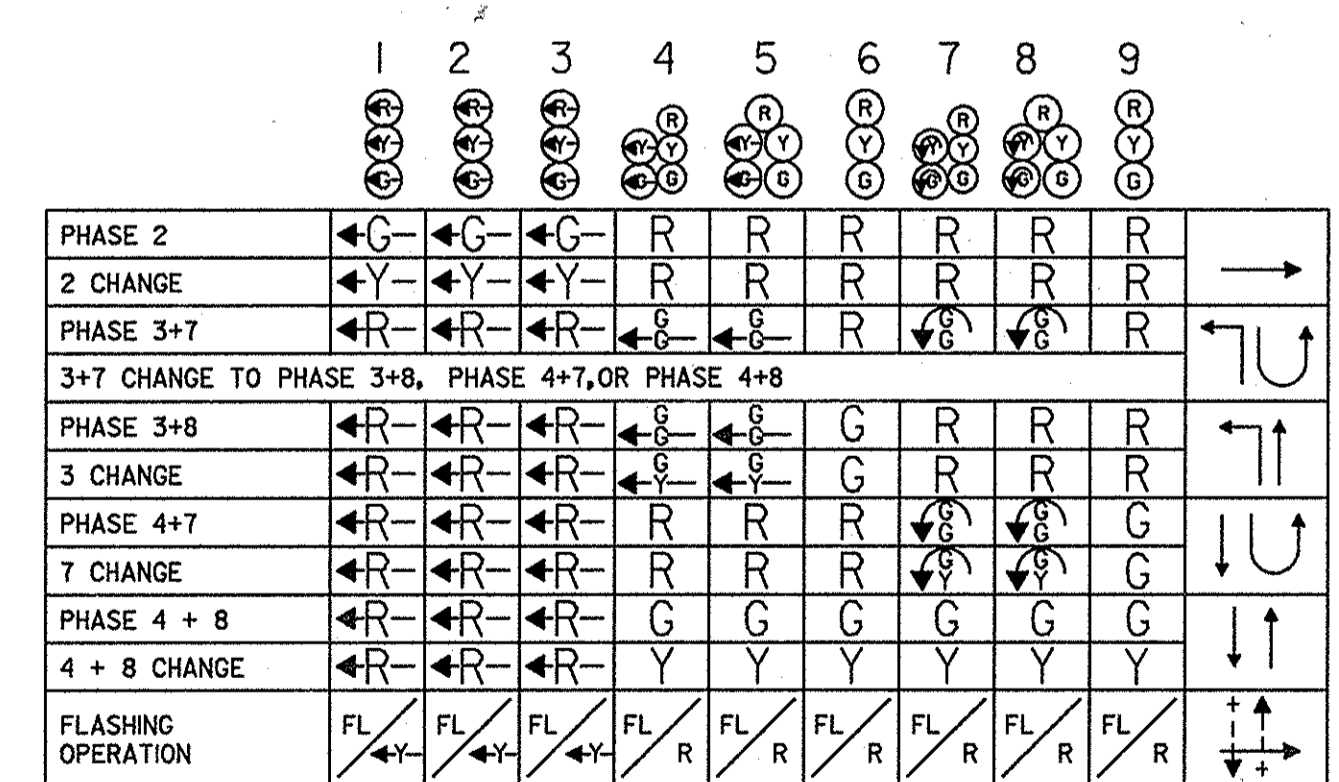 1 2 3 4 5 6 7 8 9
R R R R R R R R R
Y Y Y Y Y Y Y Y Y Y Y Y Y
G G G G G G G G G G G G G
PHASE 2 G G G R R R R R R
2 CHANGE Y Y Y R R R R R R
PHASE 3+7 R R R G G G G R G G G G R
3+7 CHANGE TO PHASE 3+8, PHASE 4+7,OR PHASE 4+8
PHASE 3+8 R R R G G G G G R R R
3 CHANGE R R R G Y G Y G R R R
PHASE 4+7 R R R R R R G G G G G
7 CHANGE R R R R R R G Y G Y G
PHASE 4 + 8 R R R G G G G G G
4 + 8 CHANGE R R R Y Y Y Y Y Y
FLASHING FL FL FL FL FL FL FL FL FL
OPERATION Y Y Y R R R R R R